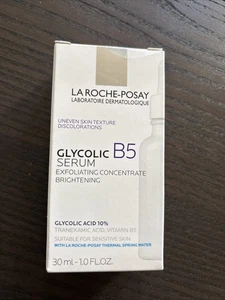 LA ROCHE-POSAY
LABORATOIRE DERMATOLOGIQUE
UNEVEN SKIN TEXTURE
DISCOLORATIONS
GLYCOLIC B5
SERUM
EXFOLIATING CONCENTRATE
BRIGHTENING
GLYCOLIC ACID 10%
TRANEXAMIC ACID, VITAMIN B5
SUITABLE FOR SENSITIVE SKIN
WITH LA ROCHE-POSAY THERMAL SPRING WATER
30 ml - 1.0 FL.OZ.